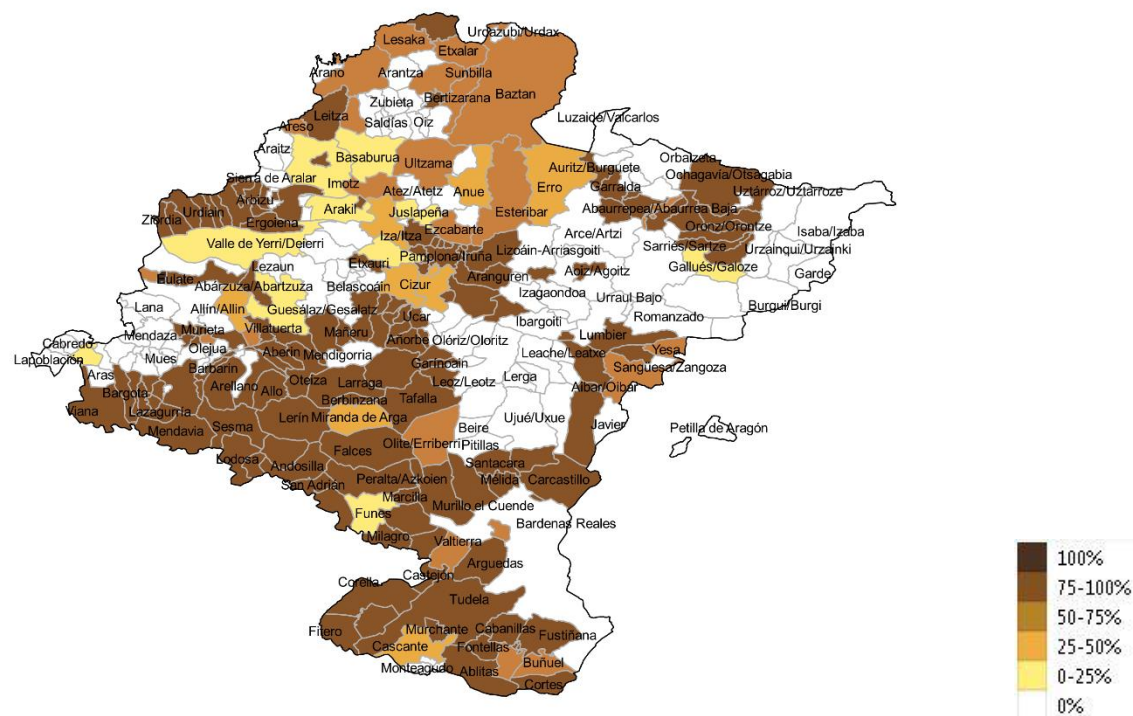 Urdazubi/Urdax
Lesaka
Etxalar
Arano
Arantza
Sunbilla
Baztan
Zubieta
Bertizarana
Leitza
Areso
Saldías
Oiz
Luzaide/Valcarlos
Araitz
Basaburua
Ultzama
Auritz/Burguete
Orbaizeta
Ochagavía/Otsagabia
Sierra de Aralar
Imotz
Atez/Atetz
Anue
Erro
Garralda
Uztárroz/Uztarroze
Arbizu
Urdiain
Ziordia
Ergoiena
Arakil
Juslapeña
Esteribar
Abaurrepea/Abaurrea Baja
Oronz/Orontze
Isaba/Izaba
Iza/Itza
Ezcabarte
Arce/Artzi
Valle de Yerri/Deierri
Lizoáin-Arriasgoiti
Sarriés/Sartze
Urzainqui/Urzainki
Etxauri
Pamplona/Iruña
Lezaun
Aranguren
Aoiz/Agoitz
Gallués/Galoze
Garde
Eulate
Abárzuza/Abartzuza
Belascoáin
Cizur
Izagaondoa
Urraul Bajo
Burgui/Burgi
Lana
Allín/Allin
Guesálaz/Gesalatz
Ucar
Ibargoiti
Romanzado
Mendaza
Murieta
Villatuerta
Mañeru
Añorbe
Olóriz/Oloritz
Lumbier
Cabredo
Lapoblación
Mues
Olejua
Aberin
Mendigorria
Garinoain
Leache/Leatxe
Yesa
Aras
Barbarin
Sanguesa/Zangoza
Bargota
Arellano
Allo
Oteiza
Larraga
Leoz/Leotz
Lerga
Aibar/Oibar
Viana
Lazagurría
Berbinzana
Tafalla
Mendavia
Sesma
Lerín
Miranda de Arga
Beire
Ujué/Uxue
Javier
Petilla de Aragón
Olite/Erriberri
Pitillas
Lodosa
Andosilla
Falces
Santacara
San Adrián
Peralta/Azkoien
Mélida
Carcastillo
Marcilla
Funes
Murillo el Cuende
Milagro
Bardenas Reales
Valtierra
Arguedas
Castejón
Corella
Tudela
Fitero
Murchante
Cabanillas
Fustiñana
Cascante
Fontellas
Monteagudo
Ablitas
Buñuel
Cortes
100%
75-100%
50-75%
25-50%
0-25%
0%